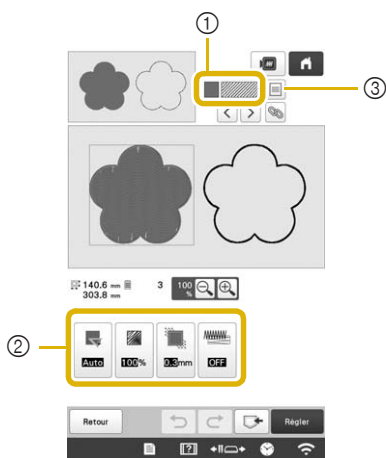 ①
③
140.6 mm 3 100 %
303.8 mm
②
Auto 100% 0.3mm OFF
Retour Régler